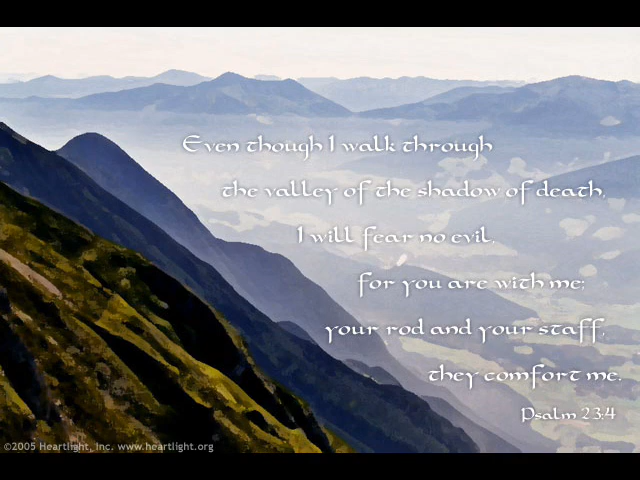 Even though I walk through
the valley of the shadow of death,
I will fear no evil,
for you are with me;
your rod and your staff,
they comfort me.
Psalm 23:4
©2005 Heartlight, Inc. www.heartlight.org